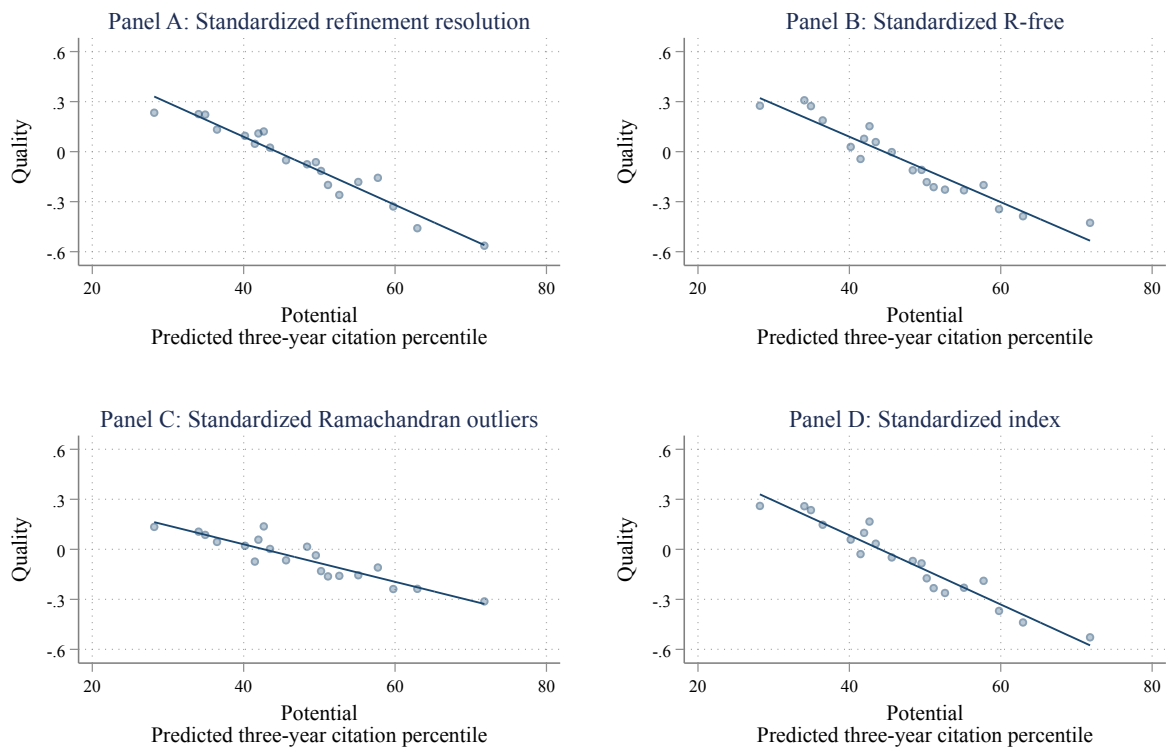 Panel A: Standardized refinement resolution
.6
.3
0
-.3
-.6
Quality
20 40 60 80
Potential
Predicted three-year citation percentile
Panel B: Standardized R-free
.6
.3
0
-.3
-.6
Quality
20 40 60 80
Potential
Predicted three-year citation percentile
Panel C: Standardized Ramachandran outliers
.6
.3
0
-.3
-.6
Quality
20 40 60 80
Potential
Predicted three-year citation percentile
Panel D: Standardized index
.6
.3
0
-.3
-.6
Quality
20 40 60 80
Potential
Predicted three-year citation percentile